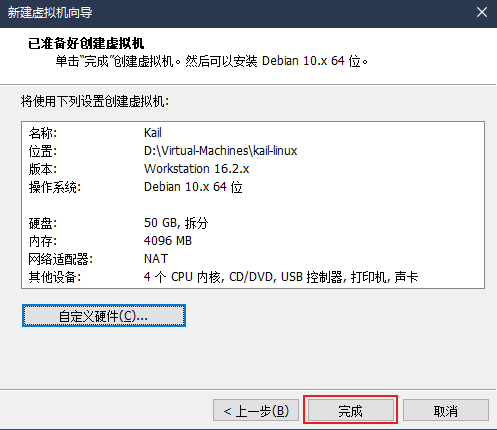 新建虚拟机向导
已准备好创建虚拟机
单击"完成"创建虚拟机。然后可以安装 Debian 10.x 64 位。
将使用下列设置创建虚拟机:
名称: Kail
位置: D:\Virtual-Machines\kail-linux
版本: Workstation 16.2.x
操作系统: Debian 10.x 64 位
硬盘: 50 GB, 拆分
内存: 4096 MB
网络适配器: NAT
其他设备: 4 个 CPU 内核, CD/DVD, USB 控制器, 打印机, 声卡
自定义硬件(C)...
< 上一步(B) 完成 取消